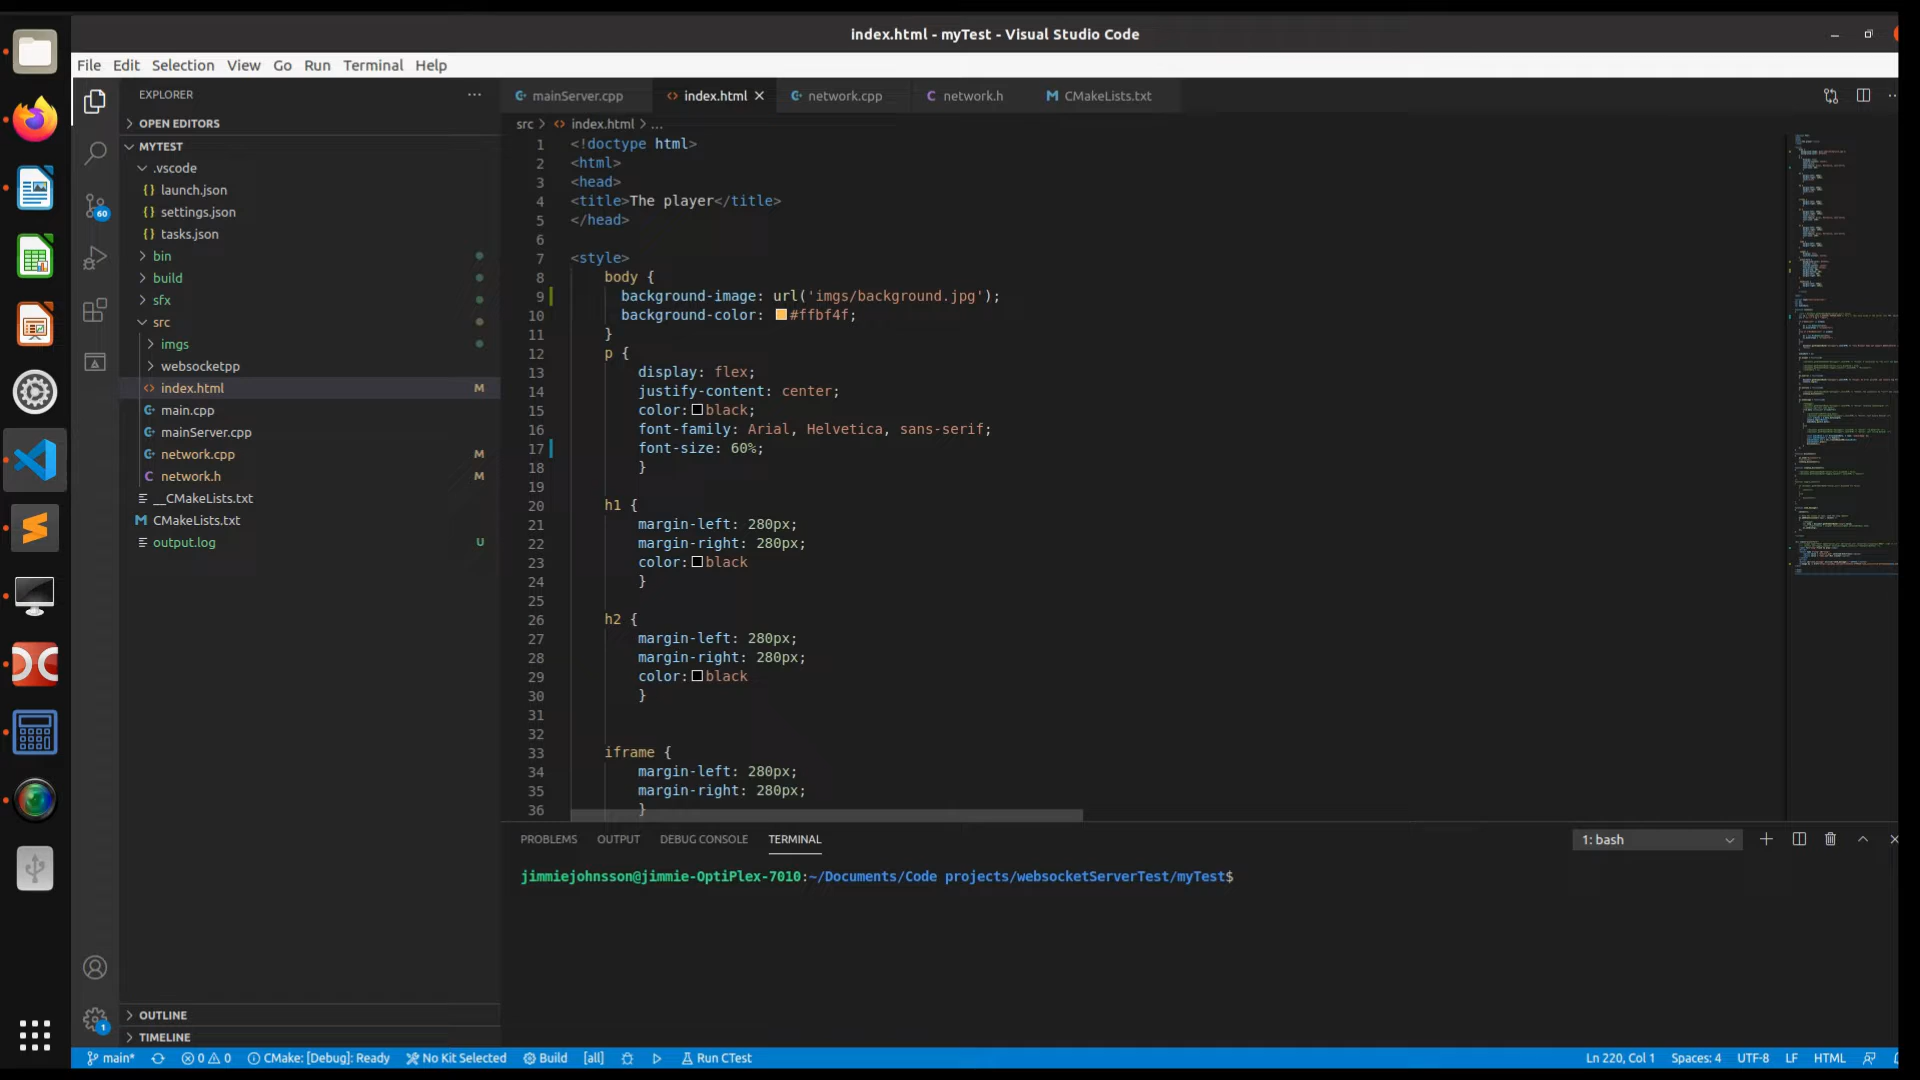 index.html - myTest - Visual Studio Code
File Edit Selection View Go Run Terminal Help
EXPLORER
OPEN EDITORS
MYTEST
.vscode
launch.json
settings.json
tasks.json
bin
build
sfx
src
imgs
websocketpp
index.html M
main.cpp
mainServer.cpp
network.cpp M
network.h M
__CMakeLists.txt
CMakeLists.txt
output.log U
OUTLINE
TIMELINE
60
1
mainServer.cpp index.html network.cpp network.h CMakeLists.txt
src > index.html > ...
1 <!doctype html>
2 <html>
3 <head>
4 <title>The player</title>
5 </head>
6
7 <style>
8 body {
9 background-image: url('imgs/background.jpg');
10 background-color: #ffbf4f;
11 }
12 p {
13 display: flex;
14 justify-content: center;
15 color: black;
16 font-family: Arial, Helvetica, sans-serif;
17 font-size: 60%;
18 }
19
20 h1 {
21 margin-left: 280px;
22 margin-right: 280px;
23 color: black
24 }
25
26 h2 {
27 margin-left: 280px;
28 margin-right: 280px;
29 color: black
30 }
31
32
33 iframe {
34 margin-left: 280px;
35 margin-right: 280px;
36 }
PROBLEMS OUTPUT DEBUG CONSOLE TERMINAL 1: bash
jimmiejohnsson@jimmie-OptiPlex-7010:~/Documents/Code projects/websocketServerTest/myTest$
main* 0 0 CMake: [Debug]: Ready No Kit Selected Build [all] Run CTest Ln 220, Col 1 Spaces: 4 UTF-8 LF HTML